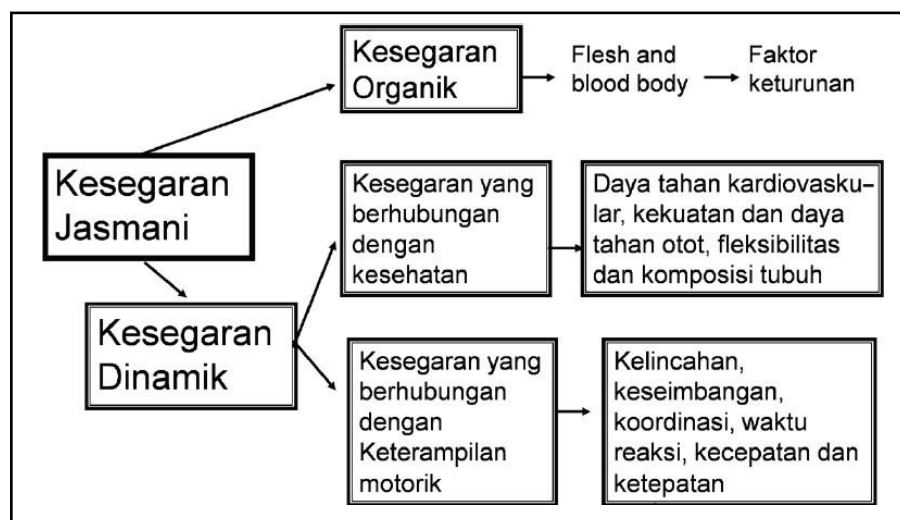 Kesegaran
Organik
Flesh and
blood body
Faktor
keturunan
Kesegaran
Jasmani
Kesegaran yang
berhubungan
dengan
kesehatan
Daya tahan kardiovasku-
lar, kekuatan dan daya
tahan otot, fleksibilitas
dan komposisi tubuh
Kesegaran
Dinamik
Kesegaran yang
berhubungan
dengan
Keterampilan
motorik
Kelincahan,
keseimbangan,
koordinasi, waktu
reaksi, kecepatan dan
ketepatan